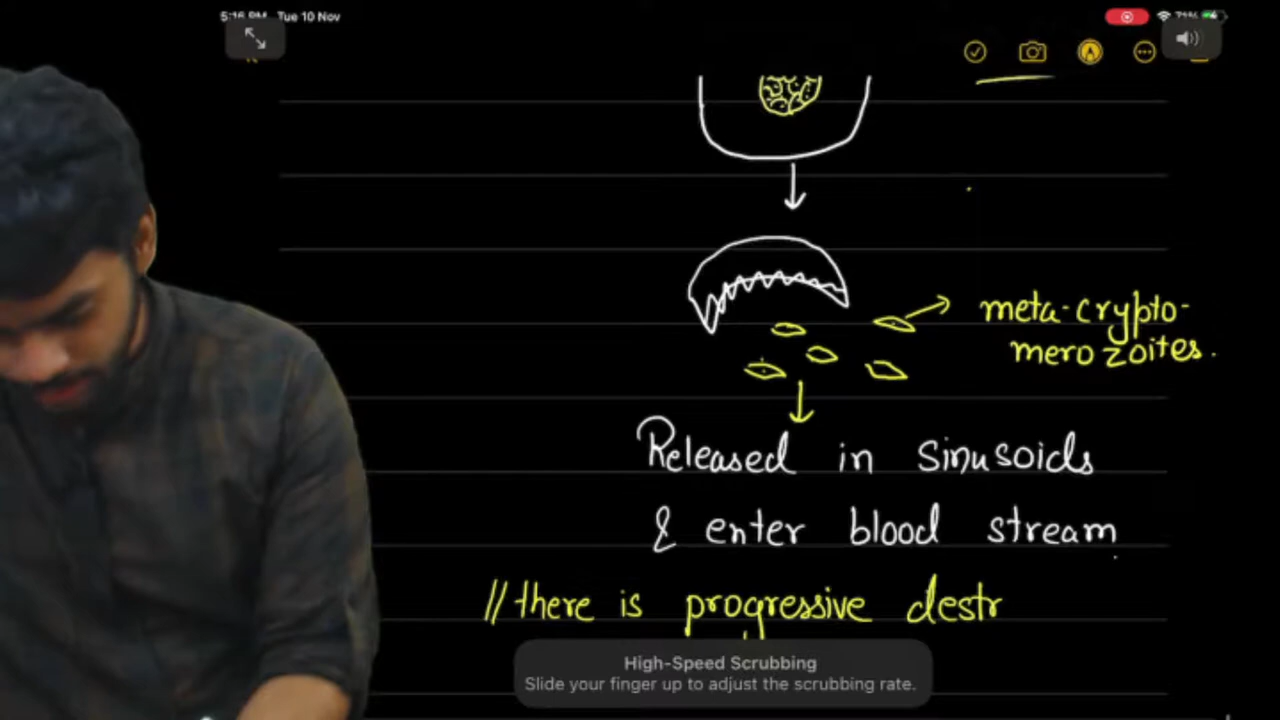 5:16 PM Tue 10 Nov
71%
meta-crypto-
merozoites.
Released in sinusoids
& enter blood stream
// there is progressive destr
High-Speed Scrubbing
Slide your finger up to adjust the scrubbing rate.